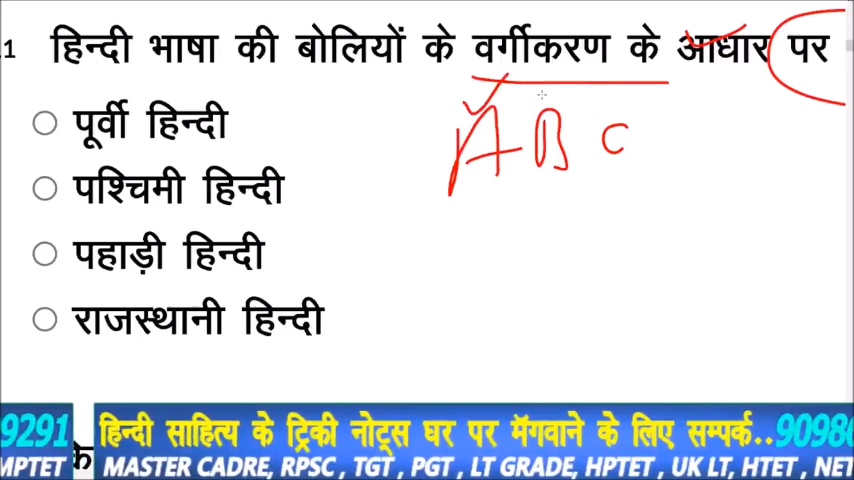 1 हिन्दी भाषा की बोलियों के वर्गीकरण के आधार पर
A B C
पूर्वी हिन्दी
पश्चिमी हिन्दी
पहाड़ी हिन्दी
राजस्थानी हिन्दी
9291 हिन्दी साहित्य के ट्रिकी नोट्स घर पर मँगवाने के लिए सम्पर्क..9098
MPTET के MASTER CADRE, RPSC, TGT, PGT, LT GRADE, HPTET, UK LT, HTET, NET